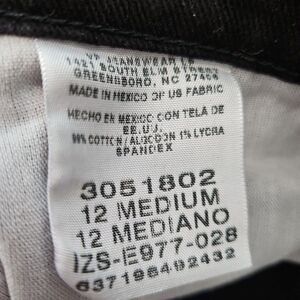 VF JEANSWEAR LP
1421 SOUTH ELM STREET
GREENSBORO, NC 27406
MADE IN MEXICO OF US FABRIC
HECHO EN MEXICO CON TELA DE
EE.UU.
99% COTTON / ALGODON 1% LYCRA
SPANDEX
3051802
12 MEDIUM
12 MEDIANO
IZS-E977-028
637198492432